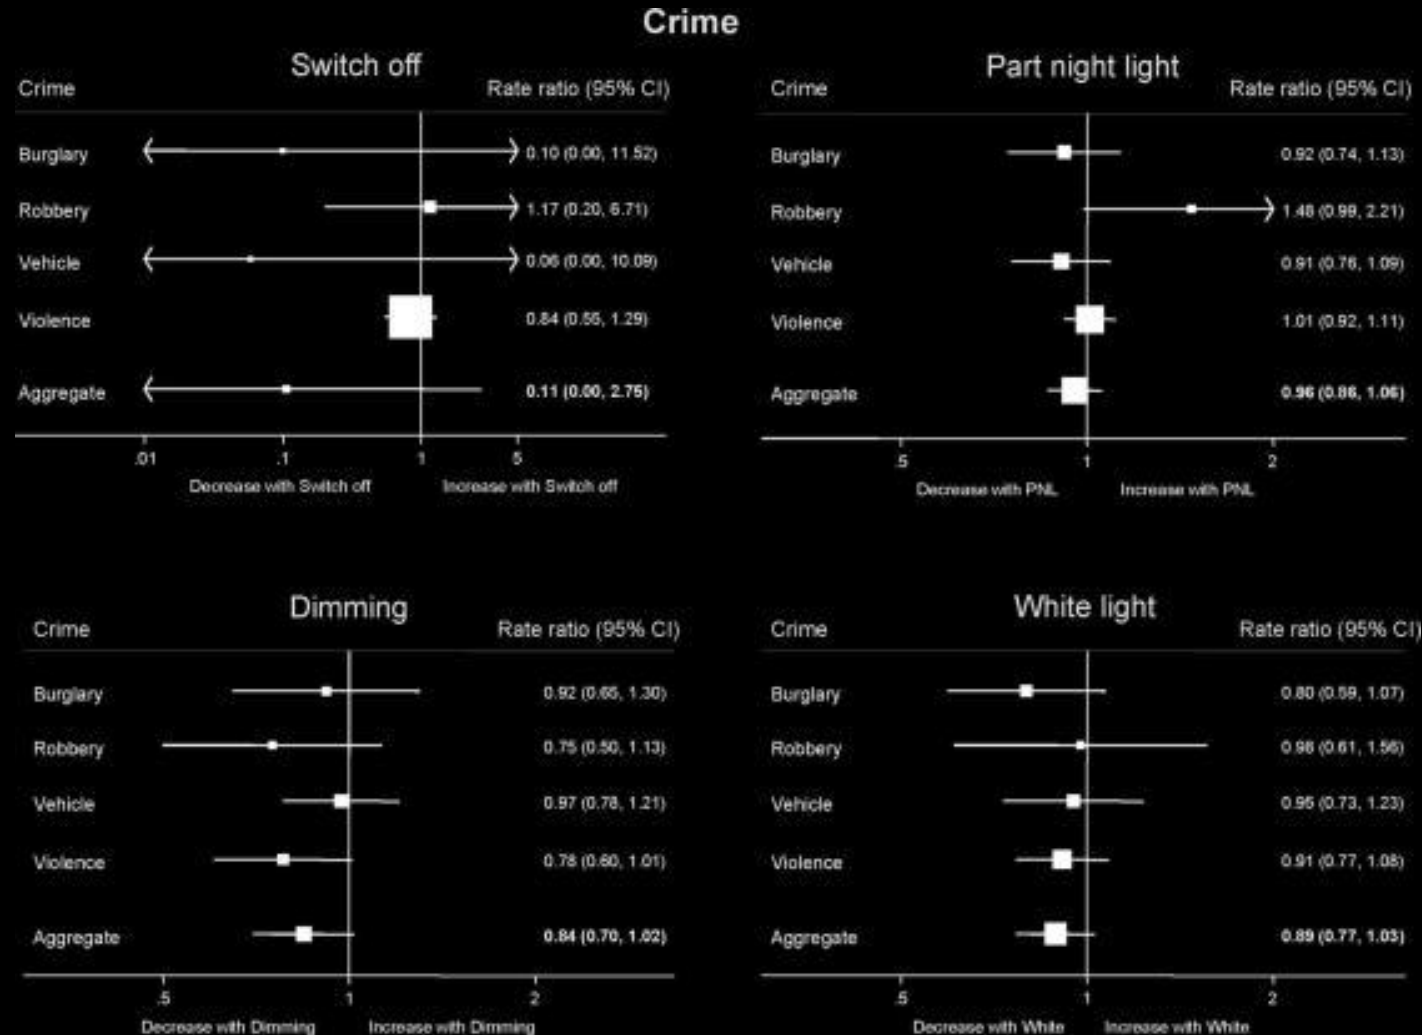 Crime
Switch off
Crime Rate ratio (95% CI)
Burglary 0.10 (0.00, 11.52)
Robbery 1.17 (0.20, 6.71)
Vehicle 0.06 (0.00, 10.09)
Violence 0.84 (0.55, 1.29)
Aggregate 0.11 (0.00, 2.75)
.01 .1 1 5
Decrease with Switch off Increase with Switch off
Part night light
Crime Rate ratio (95% CI)
Burglary 0.92 (0.74, 1.13)
Robbery 1.48 (0.99, 2.21)
Vehicle 0.91 (0.76, 1.09)
Violence 1.01 (0.92, 1.11)
Aggregate 0.96 (0.86, 1.06)
.5 1 2
Decrease with PNL Increase with PNL
Dimming
Crime Rate ratio (95% CI)
Burglary 0.92 (0.65, 1.30)
Robbery 0.75 (0.50, 1.13)
Vehicle 0.97 (0.78, 1.21)
Violence 0.78 (0.60, 1.01)
Aggregate 0.84 (0.70, 1.02)
.5 1 2
Decrease with Dimming Increase with Dimming
White light
Crime Rate ratio (95% CI)
Burglary 0.80 (0.59, 1.07)
Robbery 0.98 (0.61, 1.56)
Vehicle 0.95 (0.73, 1.23)
Violence 0.91 (0.77, 1.08)
Aggregate 0.89 (0.77, 1.03)
.5 1 2
Decrease with White Increase with White